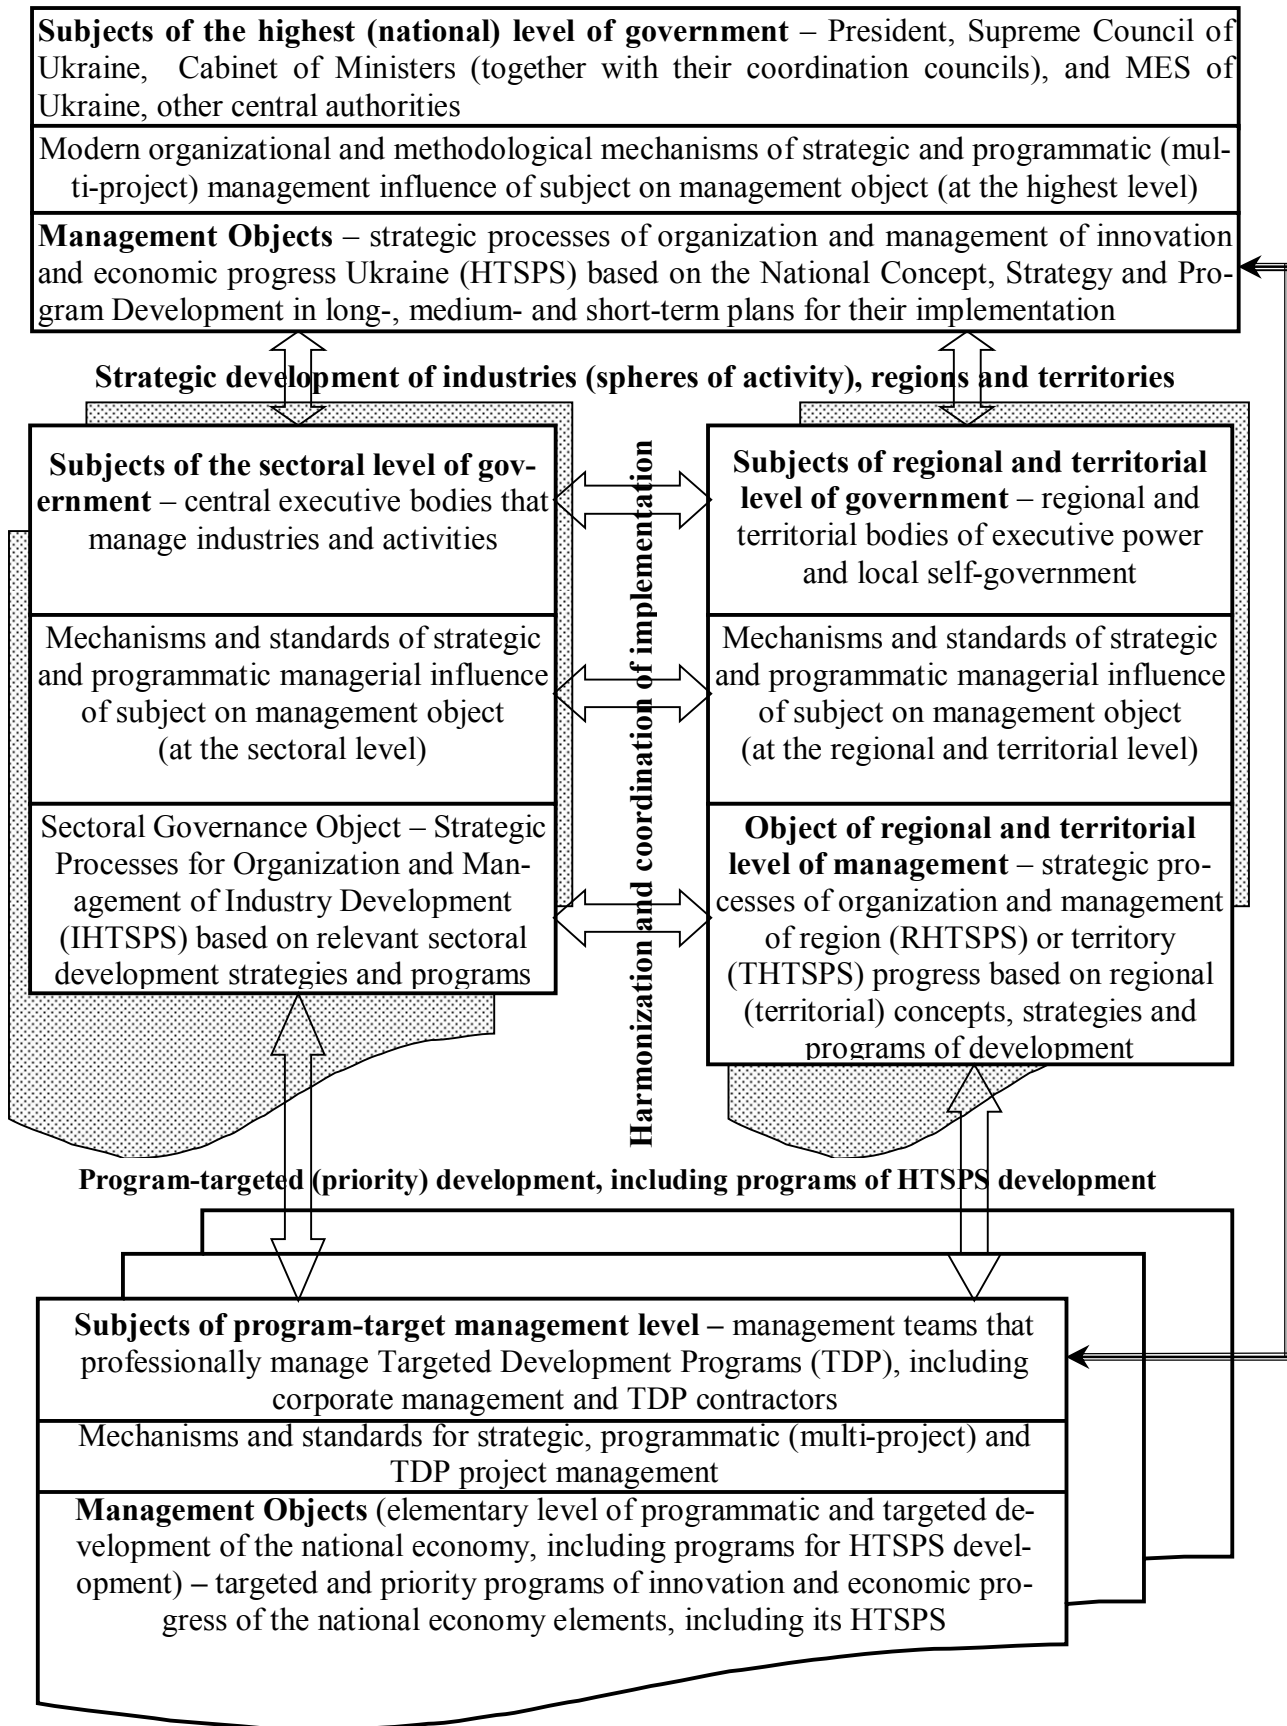 Subjects of the highest (national) level of government – President, Supreme Council of
Ukraine, Cabinet of Ministers (together with their coordination councils), and MES of
Ukraine, other central authorities
Modern organizational and methodological mechanisms of strategic and programmatic (mul-
ti-project) management influence of subject on management object (at the highest level)
Management Objects – strategic processes of organization and management of innovation
and economic progress Ukraine (HTSPS) based on the National Concept, Strategy and Pro-
gram Development in long-, medium- and short-term plans for their implementation
Strategic development of industries (spheres of activity), regions and territories
Subjects of the sectoral level of gov-
ernment – central executive bodies that
manage industries and activities
Mechanisms and standards of strategic
and programmatic managerial influence
of subject on management object
(at the sectoral level)
Sectoral Governance Object – Strategic
Processes for Organization and Man-
agement of Industry Development
(IHTSPS) based on relevant sectoral
development strategies and programs
Harmonization and coordination of implementation
Subjects of regional and territorial
level of government – regional and
territorial bodies of executive power
and local self-government
Mechanisms and standards of strategic
and programmatic managerial influence
of subject on management object
(at the regional and territorial level)
Object of regional and territorial
level of management – strategic pro-
cesses of organization and management
of region (RHTSPS) or territory
(THTSPS) progress based on regional
(territorial) concepts, strategies and
programs of development
Program-targeted (priority) development, including programs of HTSPS development
Subjects of program-target management level – management teams that
professionally manage Targeted Development Programs (TDP), including
corporate management and TDP contractors
Mechanisms and standards for strategic, programmatic (multi-project) and
TDP project management
Management Objects (elementary level of programmatic and targeted de-
velopment of the national economy, including programs for HTSPS devel-
opment) – targeted and priority programs of innovation and economic pro-
gress of the national economy elements, including its HTSPS